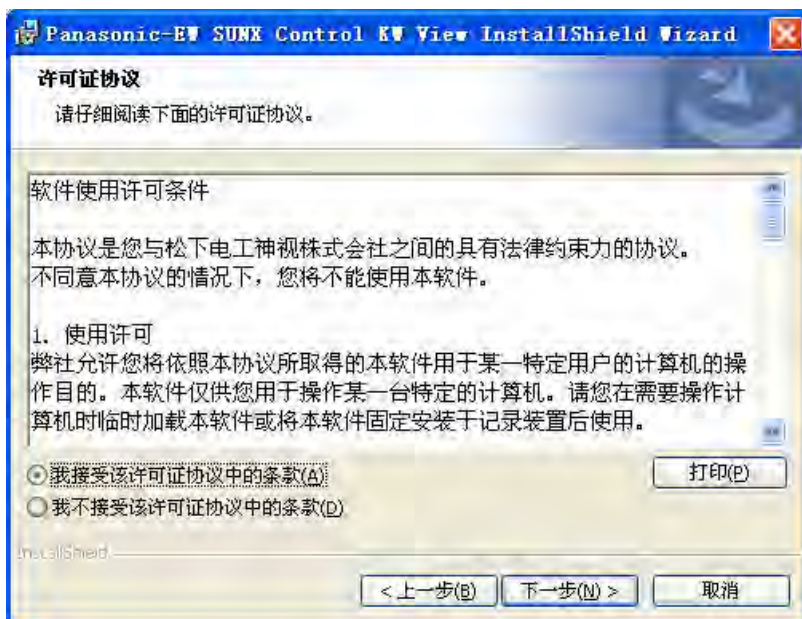 Panasonic-EW SUNX Control KW View InstallShield Wizard
许可证协议
请仔细阅读下面的许可证协议。
软件使用许可条件
本协议是您与松下电工神视株式会社之间的具有法律约束力的协议。
不同意本协议的情况下，您将不能使用本软件。
1. 使用许可
弊社允许您将依照本协议所取得的本软件用于某一特定用户的计算机的操
作目的。本软件仅供您用于操作某一台特定的计算机。请您在需要操作计
算机时临时加载本软件或将本软件固定安装于记录装置后使用。
我接受该许可证协议中的条款(A)
打印(P)
我不接受该许可证协议中的条款(D)
InstallShield
<上一步(B)
下一步(N) >
取消